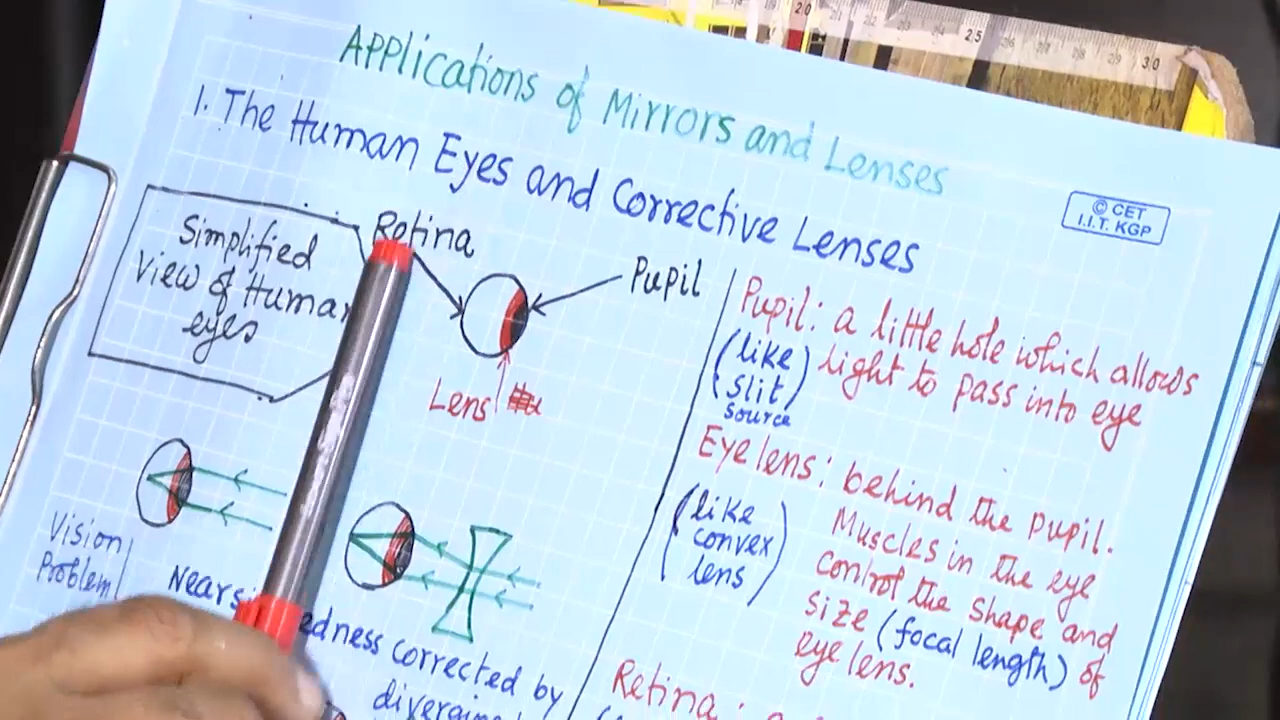 APPlications of Mirrors and Lenses
1. The Human Eyes and Corrective Lenses
© CET
I.I.T. KGP
Simplified
View of Human
eyes
Retina
Pupil
Lens
Vision
Problem
edness corrected by
Pupil: a little hole which allows
(like slit source) light to pass into eye
Eye lens: behind the pupil.
(like convex lens) Muscles in the eye
control the shape and
size (focal length) of
eye lens.
Retina :
20
25
30